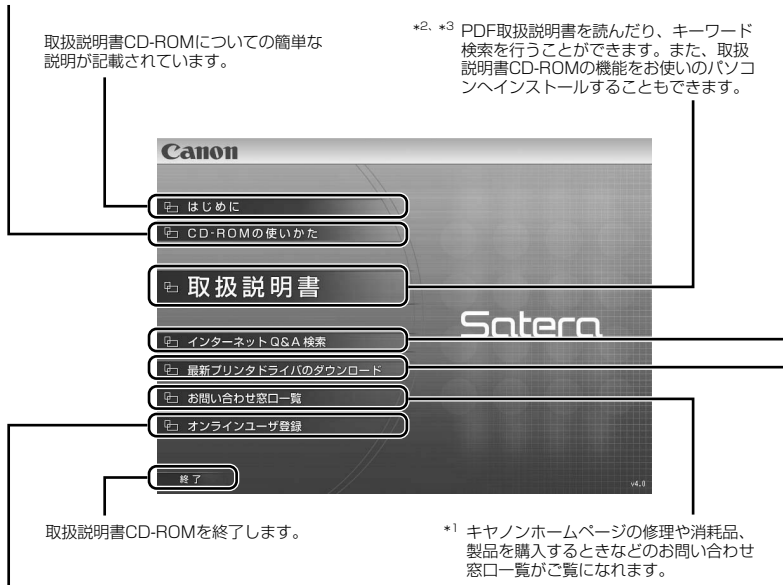 取扱説明書CD-ROMについての簡単な
説明が記載されています。
*2、*3 PDF取扱説明書を読んだり、キーワード
検索を行うことができます。また、取扱
説明書CD-ROMの機能をお使いのパソコ
ンへインストールすることもできます。
Canon
はじめに
CD-ROMの使いかた
取扱説明書
Satera
インターネットQ&A検索
最新プリンタドライバのダウンロード
お問い合わせ窓口一覧
オンラインユーザ登録
終了
v4.0
取扱説明書CD-ROMを終了します。
*1 キヤノンホームページの修理や消耗品、
製品を購入するときなどのお問い合わせ
窓口一覧がご覧になれます。